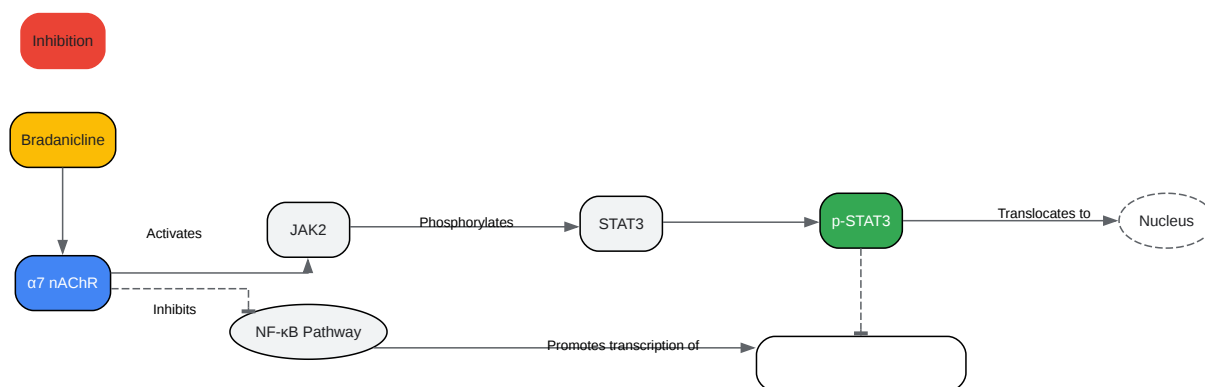 Inhibition
Bradanicline
Activates
JAK2
Phosphorylates
STAT3
p-STAT3
Translocates to
Nucleus
α7 nAChR
Inhibits
NF-κB Pathway
Promotes transcription of